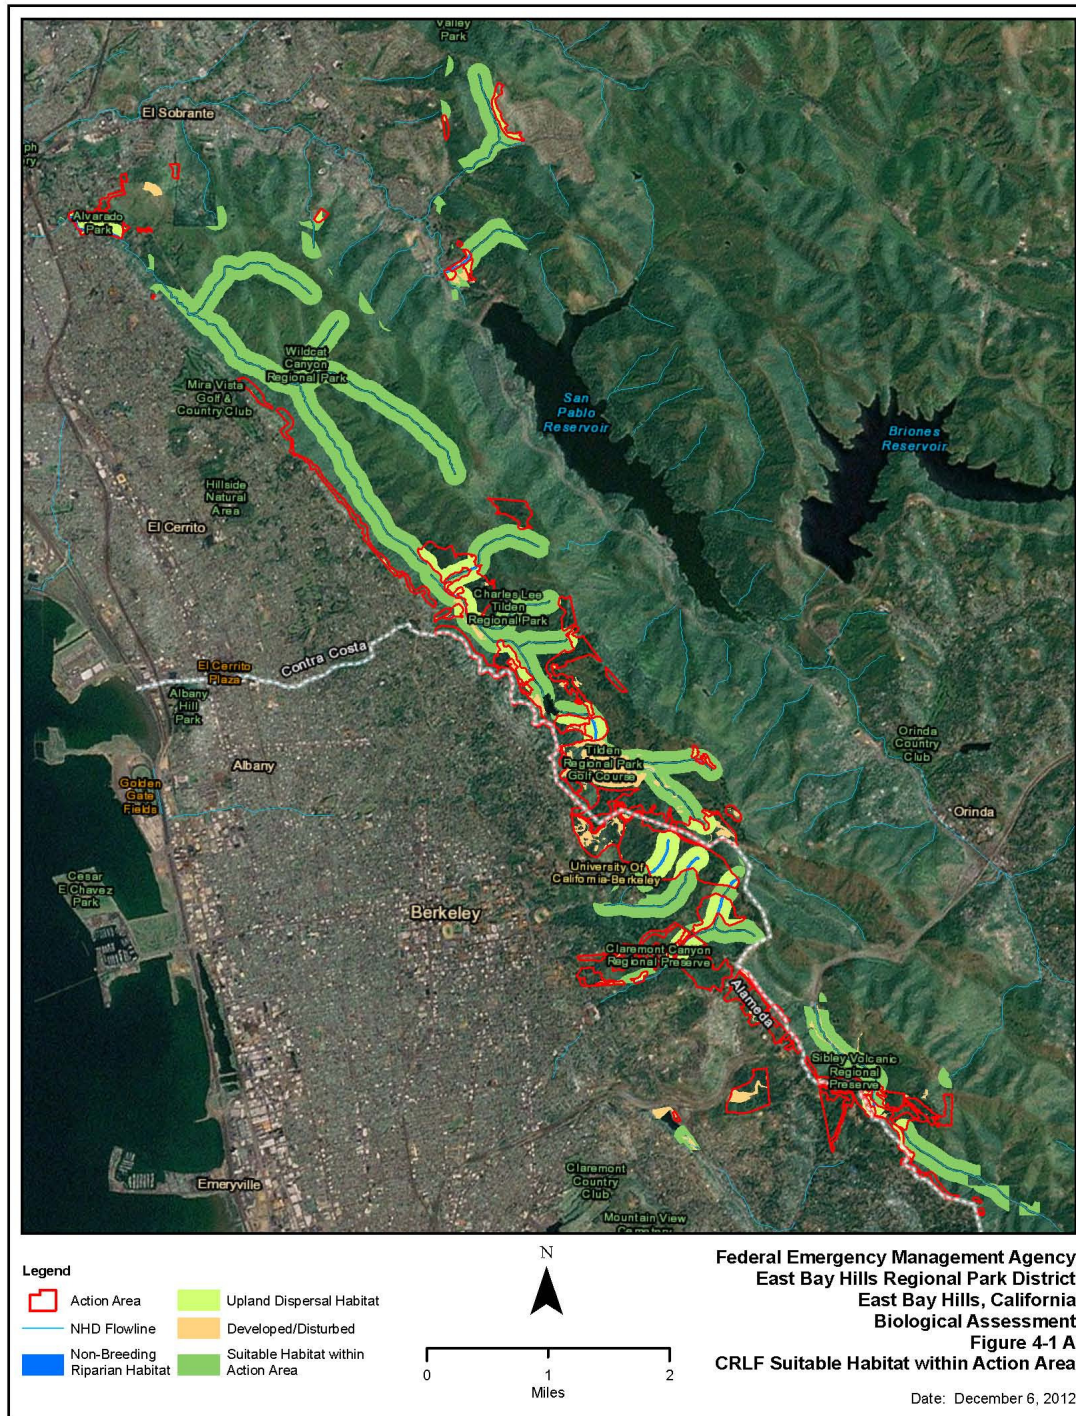 Valley
Park
El Sobrante
ph
ry
Alvarado
Park
Wildcat
Canyon
Regional Park
Mira Vista
Golf &
Country Club
San
Pablo
Reservoir
Briones
Reservoir
Hillside
Natural
Area
El Cerrito
Charles Lee
Tilden
Regional Park
Contra Costa
El Cerrito
Plaza
Albany
Hill
Park
Orinda
Country
Club
Tilden
Regional Park
Golf Course
Albany
Golden
Gate
Fields
Orinda
University Of
California-Berkeley
Cesar
E Chavez
Park
Berkeley
Claremont Canyon
Regional Preserve
Alameda
Sibley Volcanic
Regional
Preserve
Emeryville
Claremont
Country
Club
Mountain View
Cemetery
Legend
Action Area
NHD Flowline
Non-Breeding
Riparian Habitat
Upland Dispersal Habitat
Developed/Disturbed
Suitable Habitat within
Action Area
N
0 1 2
Miles
Federal Emergency Management Agency
East Bay Hills Regional Park District
East Bay Hills, California
Biological Assessment
Figure 4-1 A
CRLF Suitable Habitat within Action Area
Date: December 6, 2012